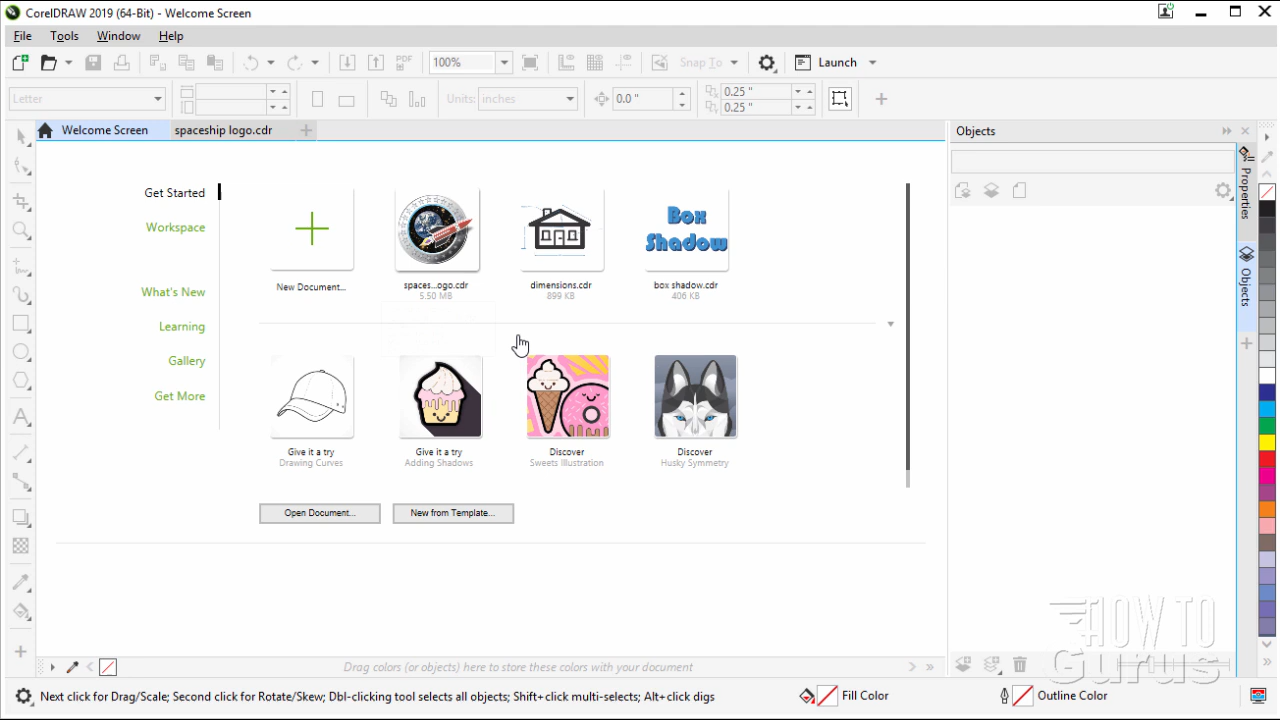 CorelDRAW 2019 (64-Bit) - Welcome Screen
File Tools Window Help
PDF 100% Snap To Launch
Letter Units: inches 0.0 ° 0.25 "
0.25 "
Welcome Screen spaceship logo.cdr
Objects
Get Started
Workspace
What's New
Learning
Gallery
Get More
Box
Shadow
New Document...
spaces...ogo.cdr
5.50 MB
dimensions.cdr
899 KB
box shadow.cdr
406 KB
Give it a try
Drawing Curves
Give it a try
Adding Shadows
Discover
Sweets Illustration
Discover
Husky Symmetry
Open Document... New from Template...
Properties
Objects
Drag colors (or objects) here to store these colors with your document
HOW TO
Gurus
Next click for Drag/Scale; Second click for Rotate/Skew; Dbl-clicking tool selects all objects; Shift+click multi-selects; Alt+click digs
Fill Color
Outline Color